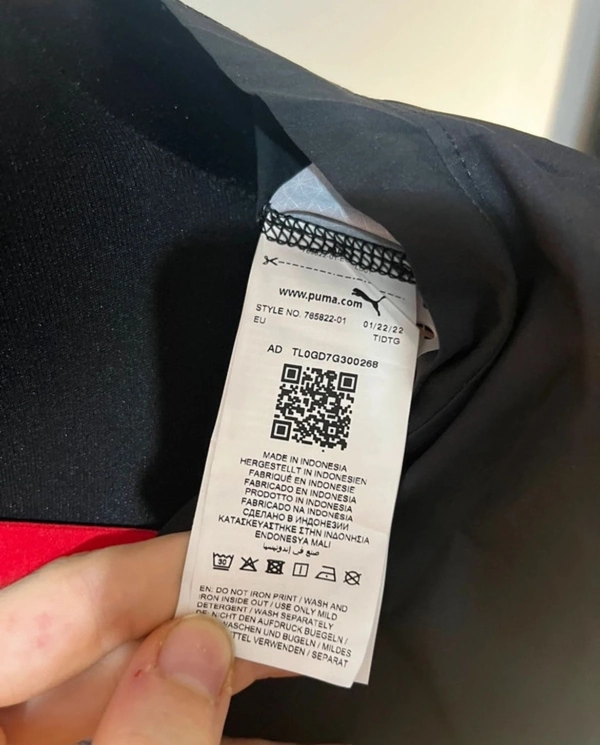 www.puma.com
STYLE NO. 765822-01 01/22/22
EU TIDTG
AD TL0GD7G300268
MADE IN INDONESIA
HERGESTELLT IN INDONESIEN
FABRIQUÉ EN INDONÉSIE
FABRICADO EN INDONESIA
PRODOTTO IN INDONESIA
FABRICADO NA INDONÉSIA
СДЕЛАНО В ИНДОНЕЗИИ
ΚΑΤΑΣΚΕΥΑΣΤΗΚΕ ΣΤΗΝ ΙΝΔΟΝΗΣΙΑ
ENDONESYA MALI
صنع في إندونيسيا
30
EN: DO NOT IRON PRINT / WASH AND
IRON INSIDE OUT / USE ONLY MILD
DETERGENT / WASH SEPARATELY
DE: NICHT DEN AUFDRUCK BUEGELN /
WASCHEN UND BUGELN / MILDES
VERWENDEN / SEPARAT